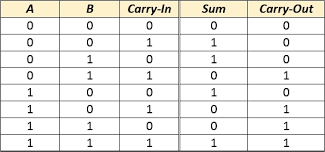 A B Carry-In Sum Carry-Out
0 0 0 0 0
0 0 1 1 0
0 1 0 1 0
0 1 1 0 1
1 0 0 1 0
1 0 1 0 1
1 1 0 0 1
1 1 1 1 1